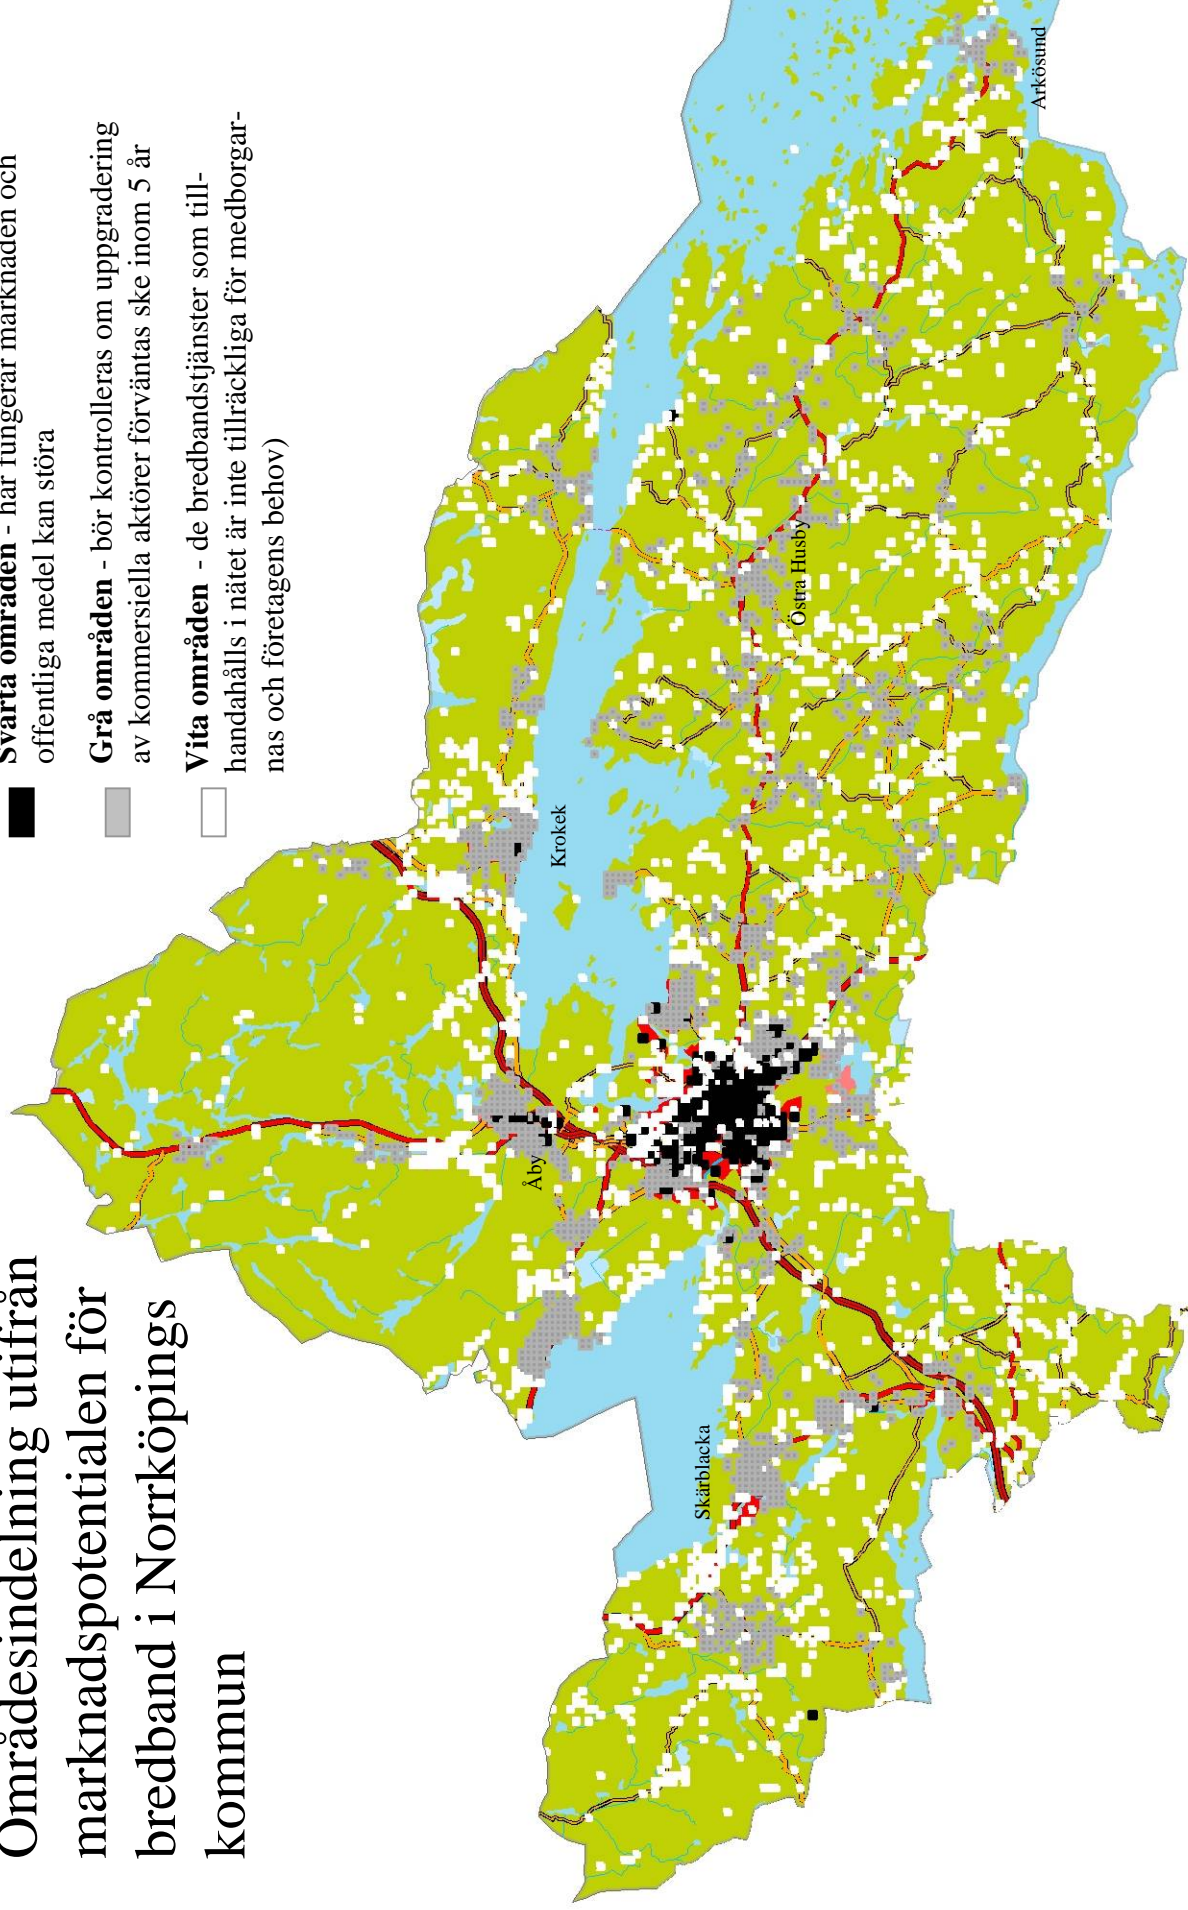 Områdesindelning utifrån
marknadspotentialen för
bredband i Norrköpings
kommun
Svarta områden - här fungerar marknaden och
offentliga medel kan störa
Grå områden - bör kontrolleras om uppgradering
av kommersiella aktörer förväntas ske inom 5 år
Vita områden - de bredbandstjänster som till-
handahålls i nätet är inte tillräckliga för medborgar-
nas och företagens behov)
Krokek
Åby
Östra Husby
Arkösund
Skärblacka